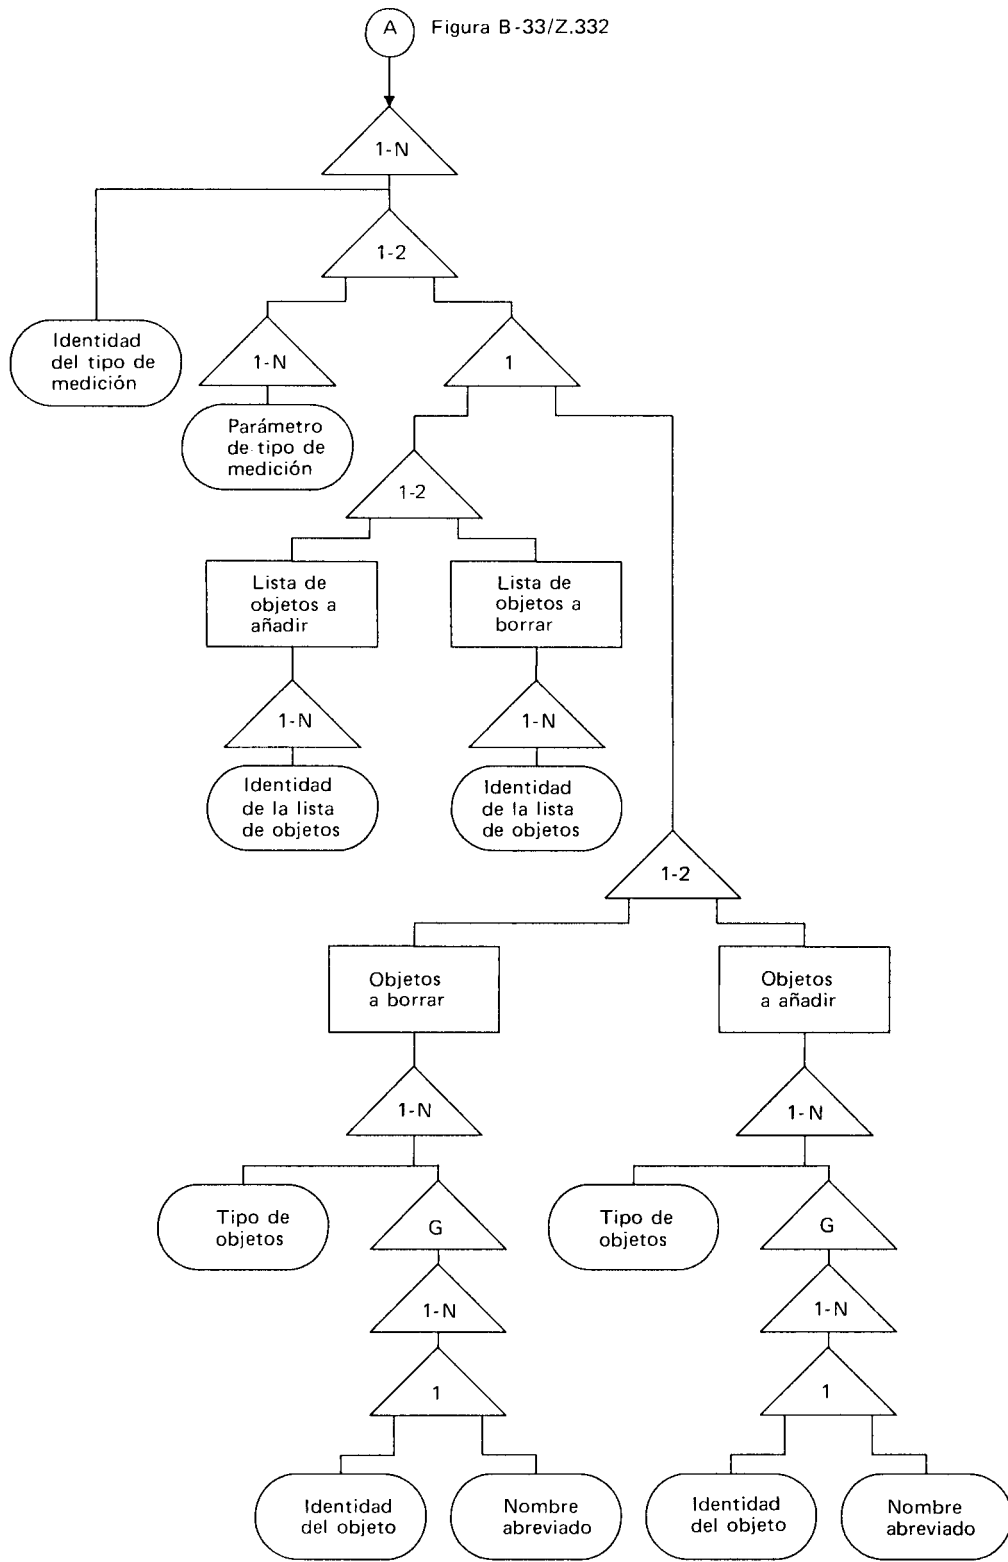 A
Figura B-33/Z.332
1-N
1-2
Identidad
del tipo de
medición
1-N
1
Parámetro
de tipo de
medición
1-2
Lista de
objetos a
añadir
Lista de
objetos a
borrar
1-N
1-N
Identidad
de la lista
de objetos
Identidad
de la lista
de objetos
1-2
Objetos
a borrar
Objetos
a añadir
1-N
1-N
Tipo de
objetos
G
Tipo de
objetos
G
1-N
1-N
1
1
Identidad
del objeto
Nombre
abreviado
Identidad
del objeto
Nombre
abreviado